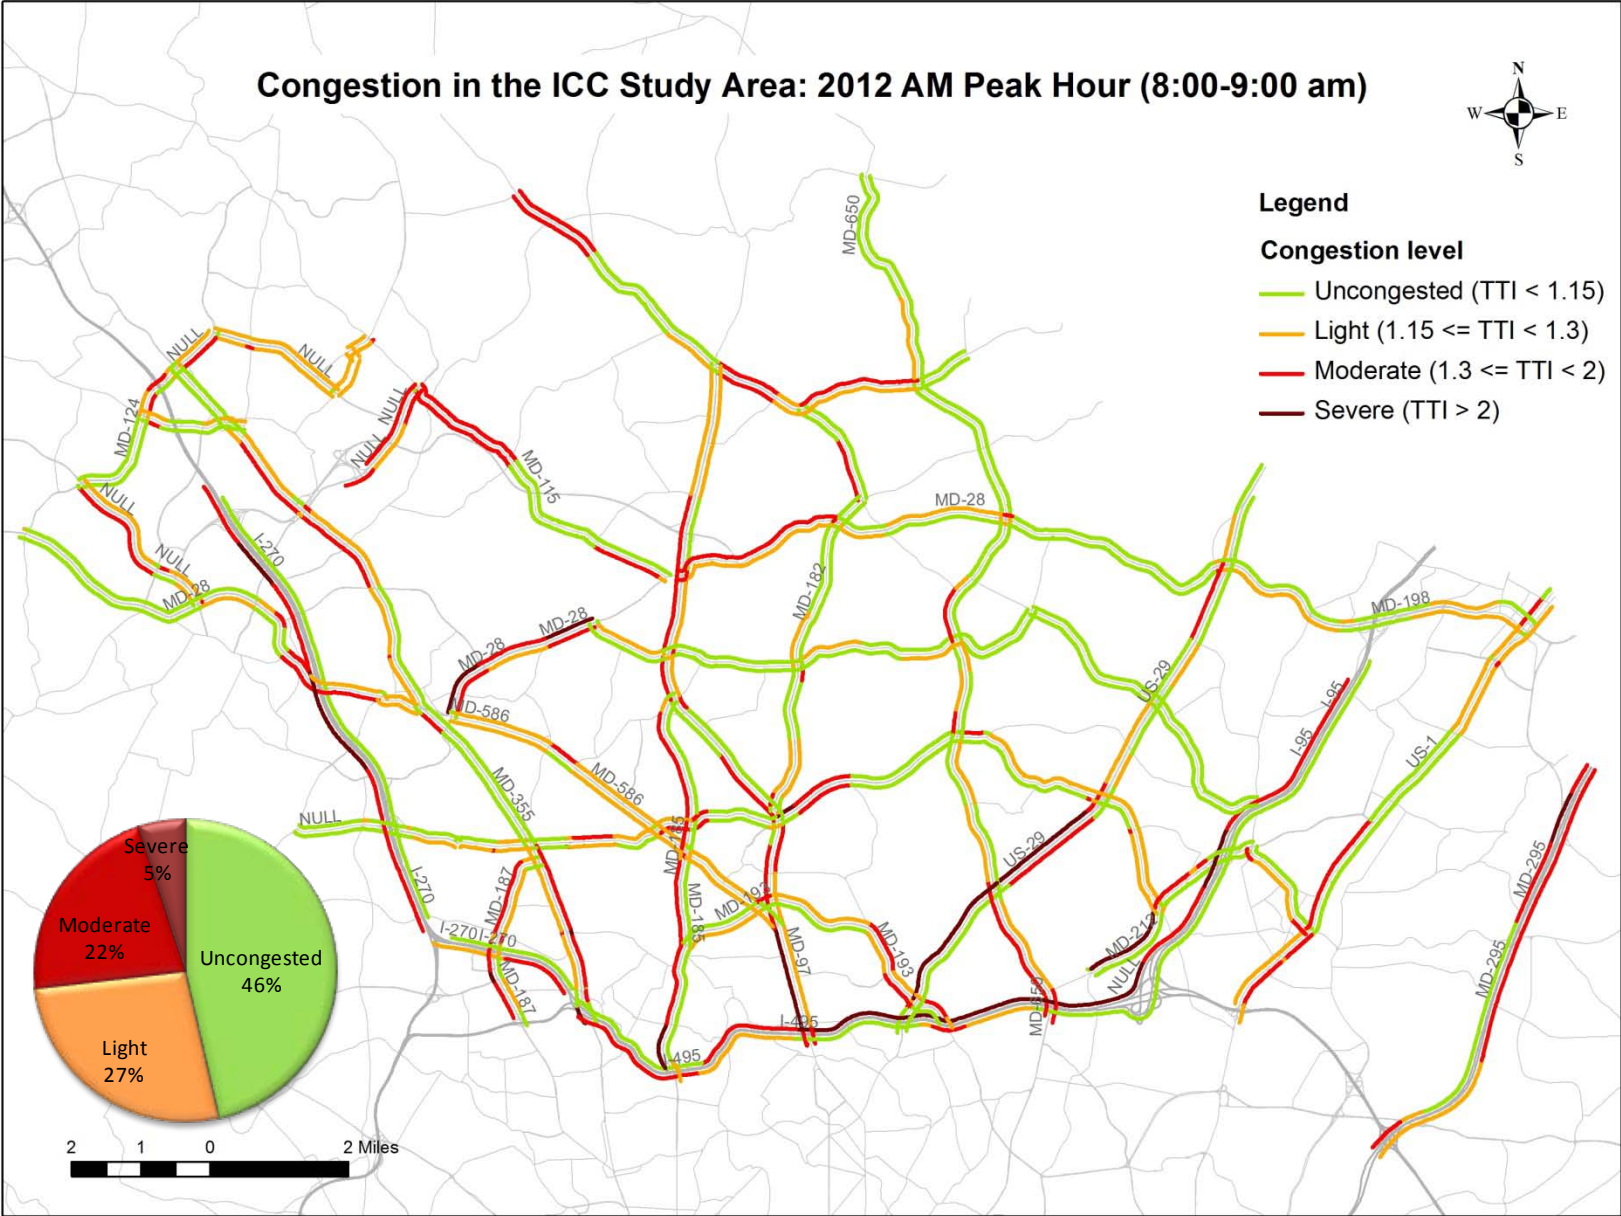 Congestion in the ICC Study Area: 2012 AM Peak Hour (8:00-9:00 am)
N
W
E
S
Legend
Congestion level
Uncongested (TTI < 1.15)
Light (1.15 <= TTI < 1.3)
Moderate (1.3 <= TTI < 2)
Severe (TTI > 2)
MD-650
NULL
NULL
MD-124
NULL
NULL
MD-115
NULL
MD-28
I-270
NULL
MD-28
MD-182
MD-198
MD-28
MD-28
MD-586
US-29
I-95
I-95
US-1
MD-586
MD-355
NULL
MD-185
US-29
MD-295
I-270
MD-187
MD-185
MD-193
MD-97
MD-193
MD-212
NULL
MD-295
I-270
I-270
MD-187
MD-650
I-495
I-495
Severe
5%
Moderate
22%
Uncongested
46%
Light
27%
2 1 0 2 Miles